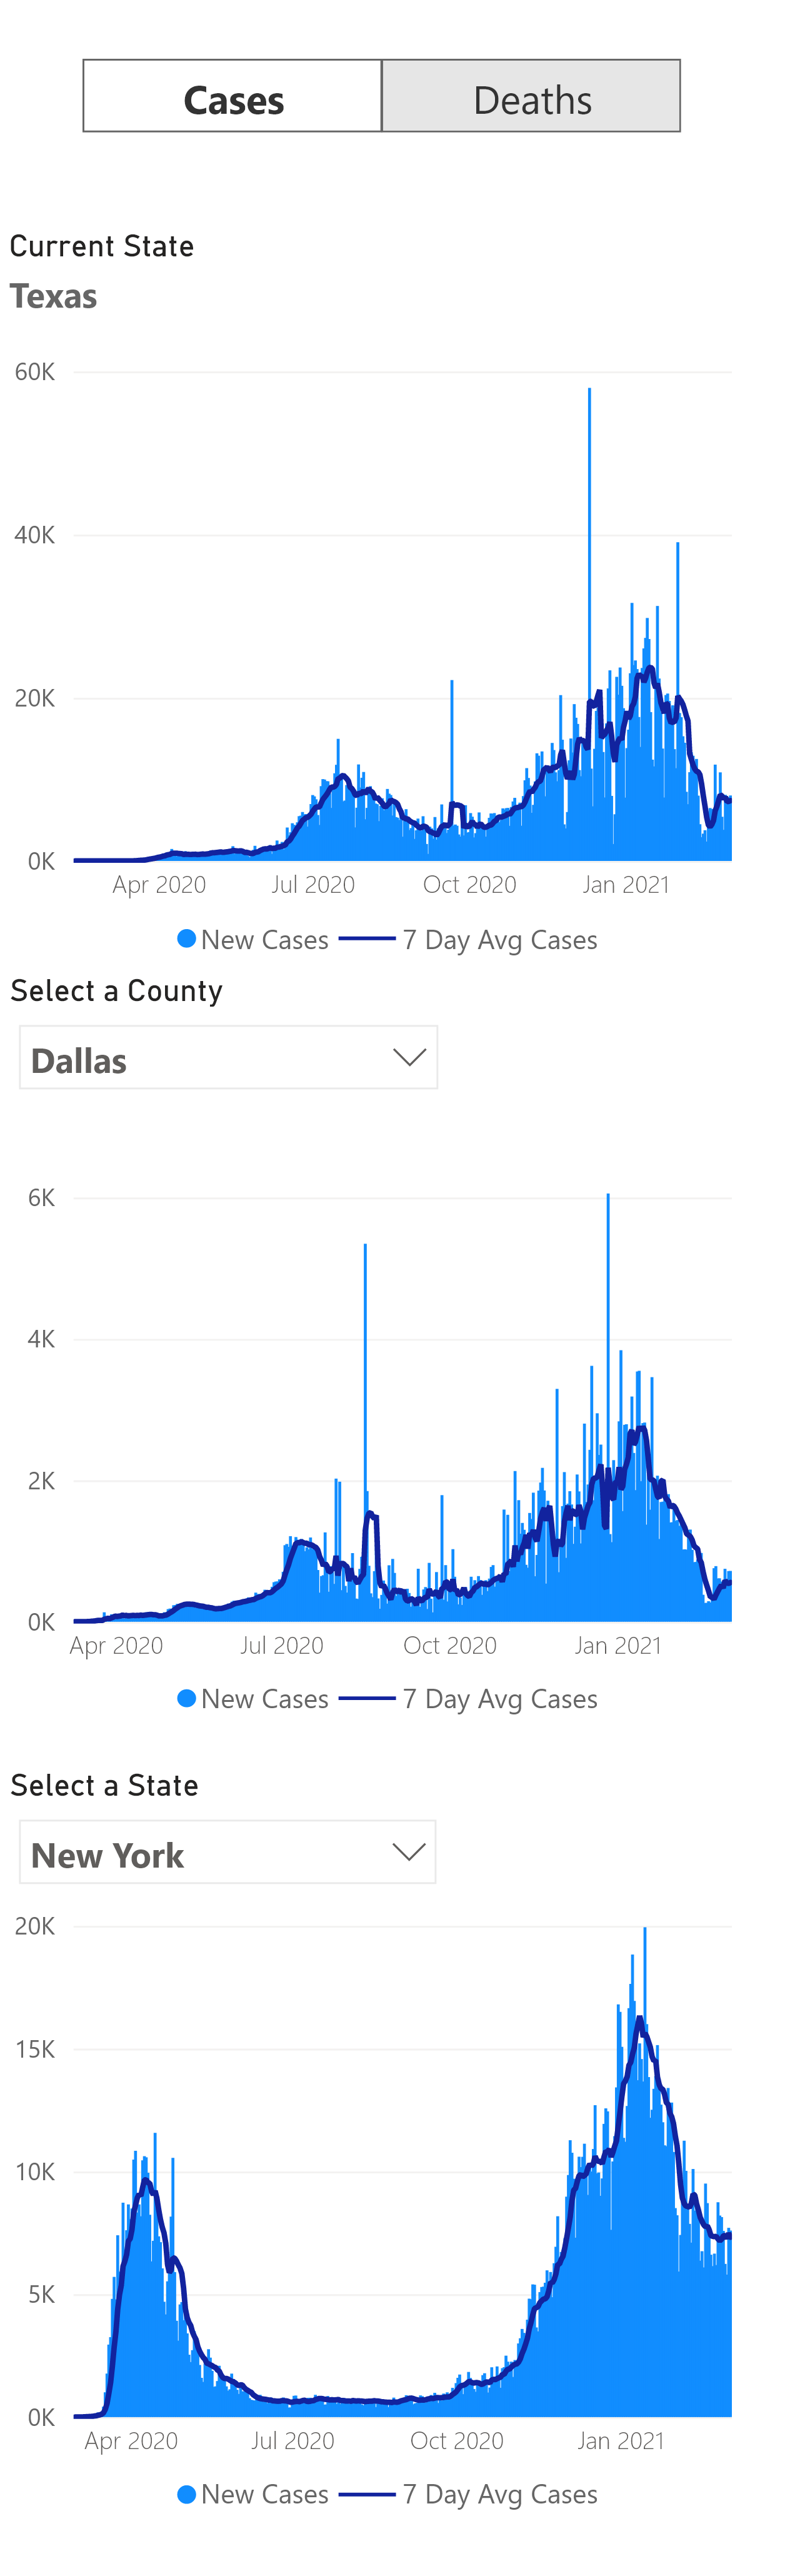 Cases Deaths
Current State
Texas
60K
40K
20K
0K
Apr 2020 Jul 2020 Oct 2020 Jan 2021
New Cases 7 Day Avg Cases
Select a County
Dallas
6K
4K
2K
0K
Apr 2020 Jul 2020 Oct 2020 Jan 2021
New Cases 7 Day Avg Cases
Select a State
New York
20K
15K
10K
5K
0K
Apr 2020 Jul 2020 Oct 2020 Jan 2021
New Cases 7 Day Avg Cases